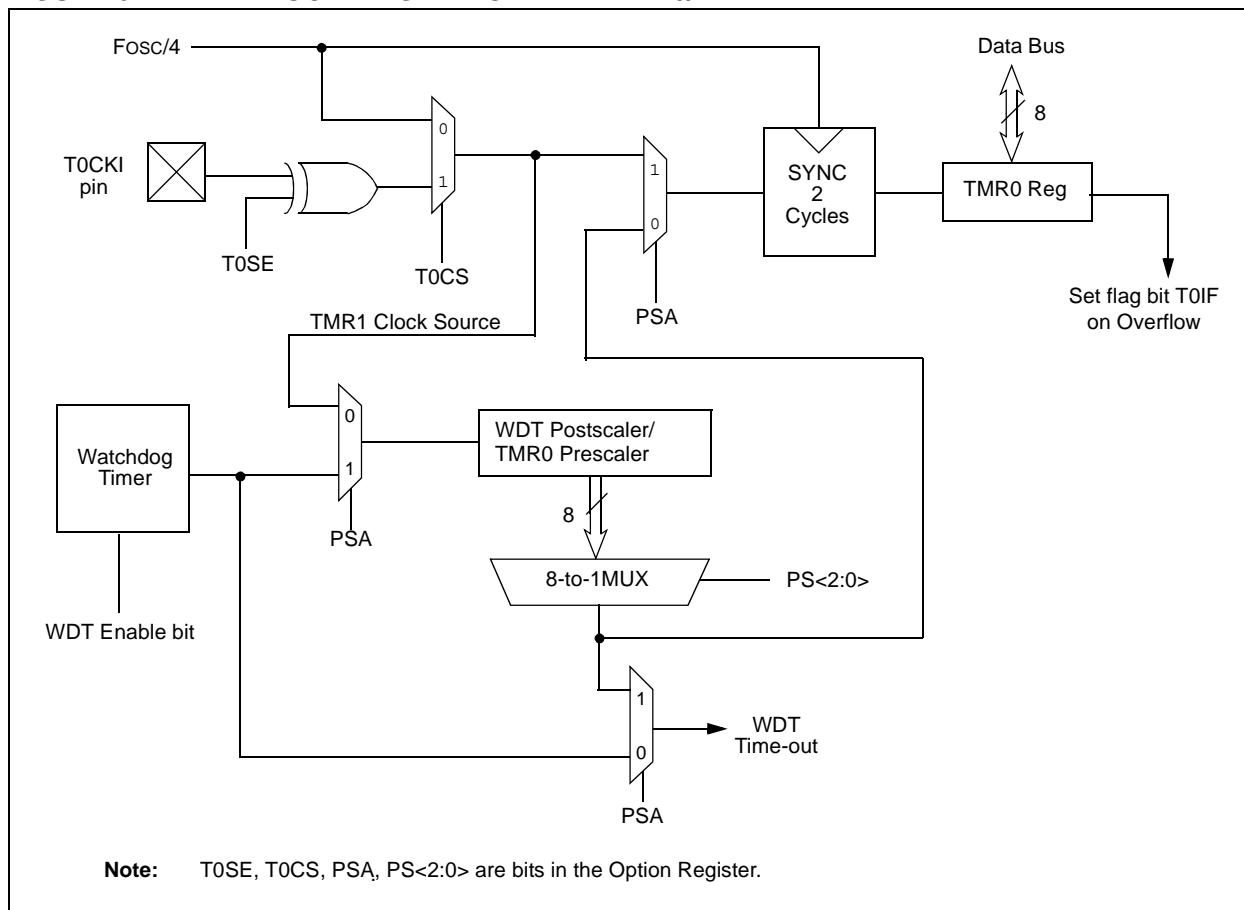 FOSC/4
Data Bus
8
T0CKI
pin
0
1
T0SE
T0CS
1
0
PSA
SYNC
2
Cycles
TMR0 Reg
Set flag bit T0IF
on Overflow
TMR1 Clock Source
Watchdog
Timer
0
1
PSA
WDT Postscaler/
TMR0 Prescaler
8
8-to-1MUX
PS<2:0>
WDT Enable bit
1
0
WDT
Time-out
PSA
Note: T0SE, T0CS, PSA, PS<2:0> are bits in the Option Register.